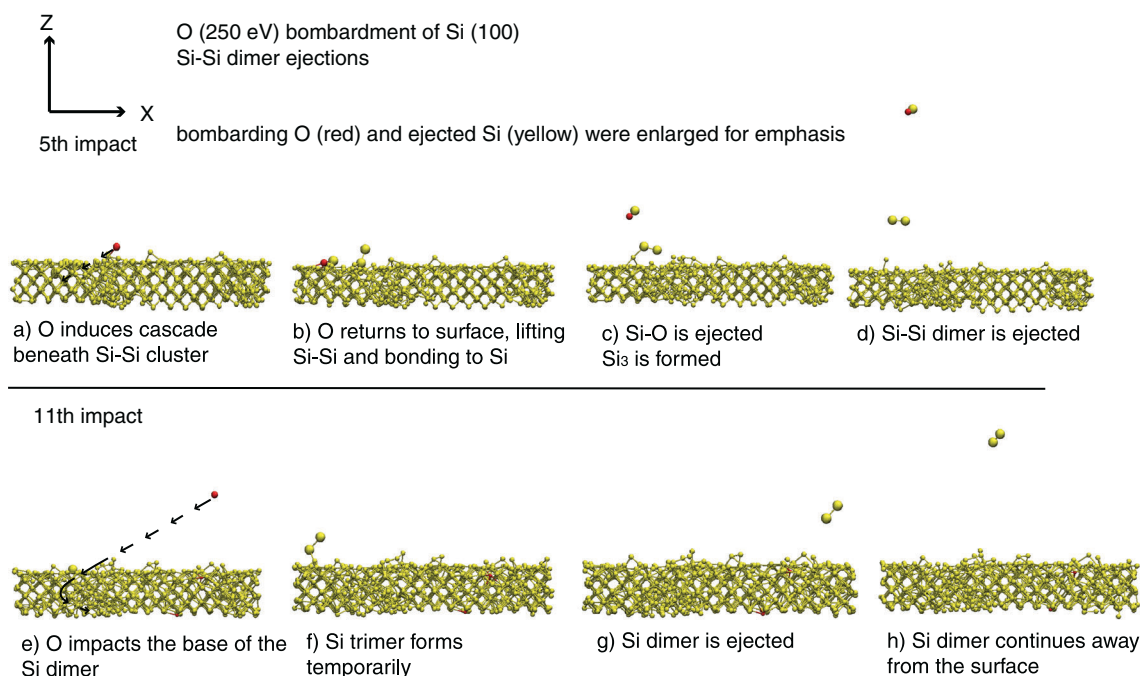 Z
O (250 eV) bombardment of Si (100)
Si-Si dimer ejections
X
5th impact
bombarding O (red) and ejected Si (yellow) were enlarged for emphasis
a) O induces cascade
beneath Si-Si cluster
b) O returns to surface, lifting
Si-Si and bonding to Si
c) Si-O is ejected
Si₃ is formed
d) Si-Si dimer is ejected
11th impact
e) O impacts the base of the
Si dimer
f) Si trimer forms
temporarily
g) Si dimer is ejected
h) Si dimer continues away
from the surface